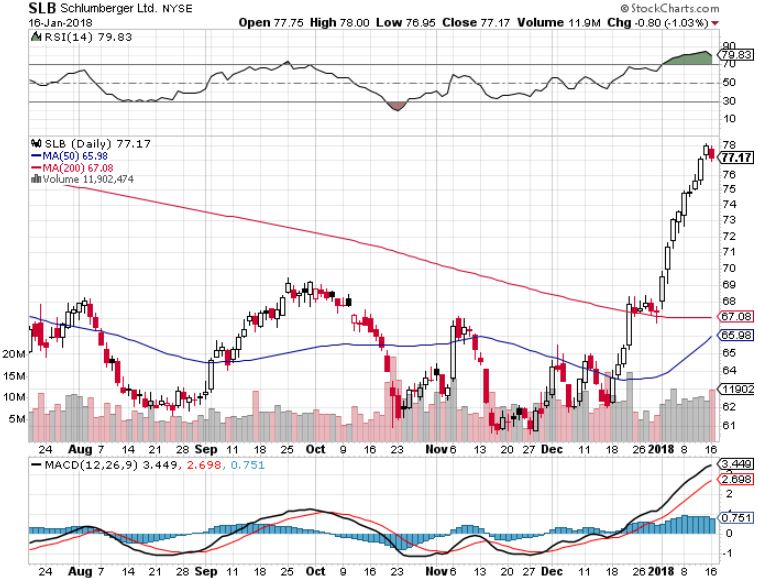 SLB Schlumberger Ltd. NYSE
© StockCharts.com
16-Jan-2018
Open 77.75 High 78.00 Low 76.95 Close 77.17 Volume 11.9M Chg -0.80 (-1.03%)
RSI(14) 79.83
90
79.83
70
50
30
10
SLB (Daily) 77.17
MA(50) 65.98
MA(200) 67.08
Volume 11,902,474
78
77.17
76
75
74
73
72
71
70
69
68
67.08
65.98
65
64
11902
62
61
20M
15M
10M
5M
24 Aug 7 14 21 28 Sep 11 18 25 Oct 9 16 23 Nov 6 13 20 27 Dec 11 18 26 2018 8 16
MACD(12,26,9) 3.449, 2.698, 0.751
3.449
2.698
2
0.751
0
-1
24 Aug 7 14 21 28 Sep 11 18 25 Oct 9 16 23 Nov 6 13 20 27 Dec 11 18 26 2018 8 16